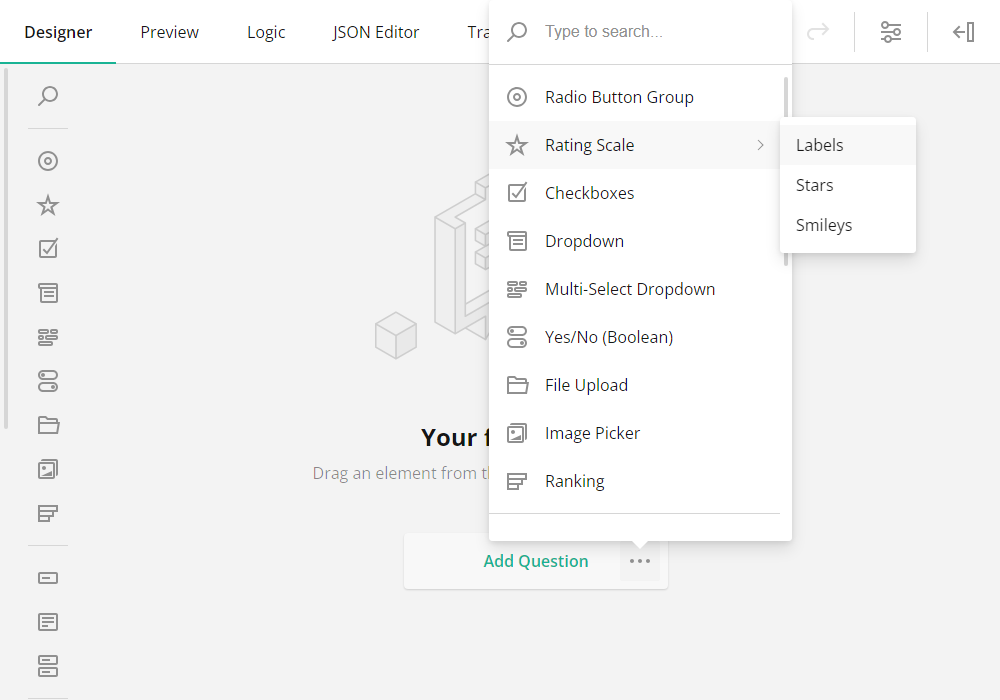 Designer
Preview
Logic
JSON Editor
Tra
Type to search...
Radio Button Group
Rating Scale
Labels
Stars
Smileys
Checkboxes
Dropdown
Multi-Select Dropdown
Yes/No (Boolean)
File Upload
Image Picker
Ranking
Your f
Drag an element from th
Add Question